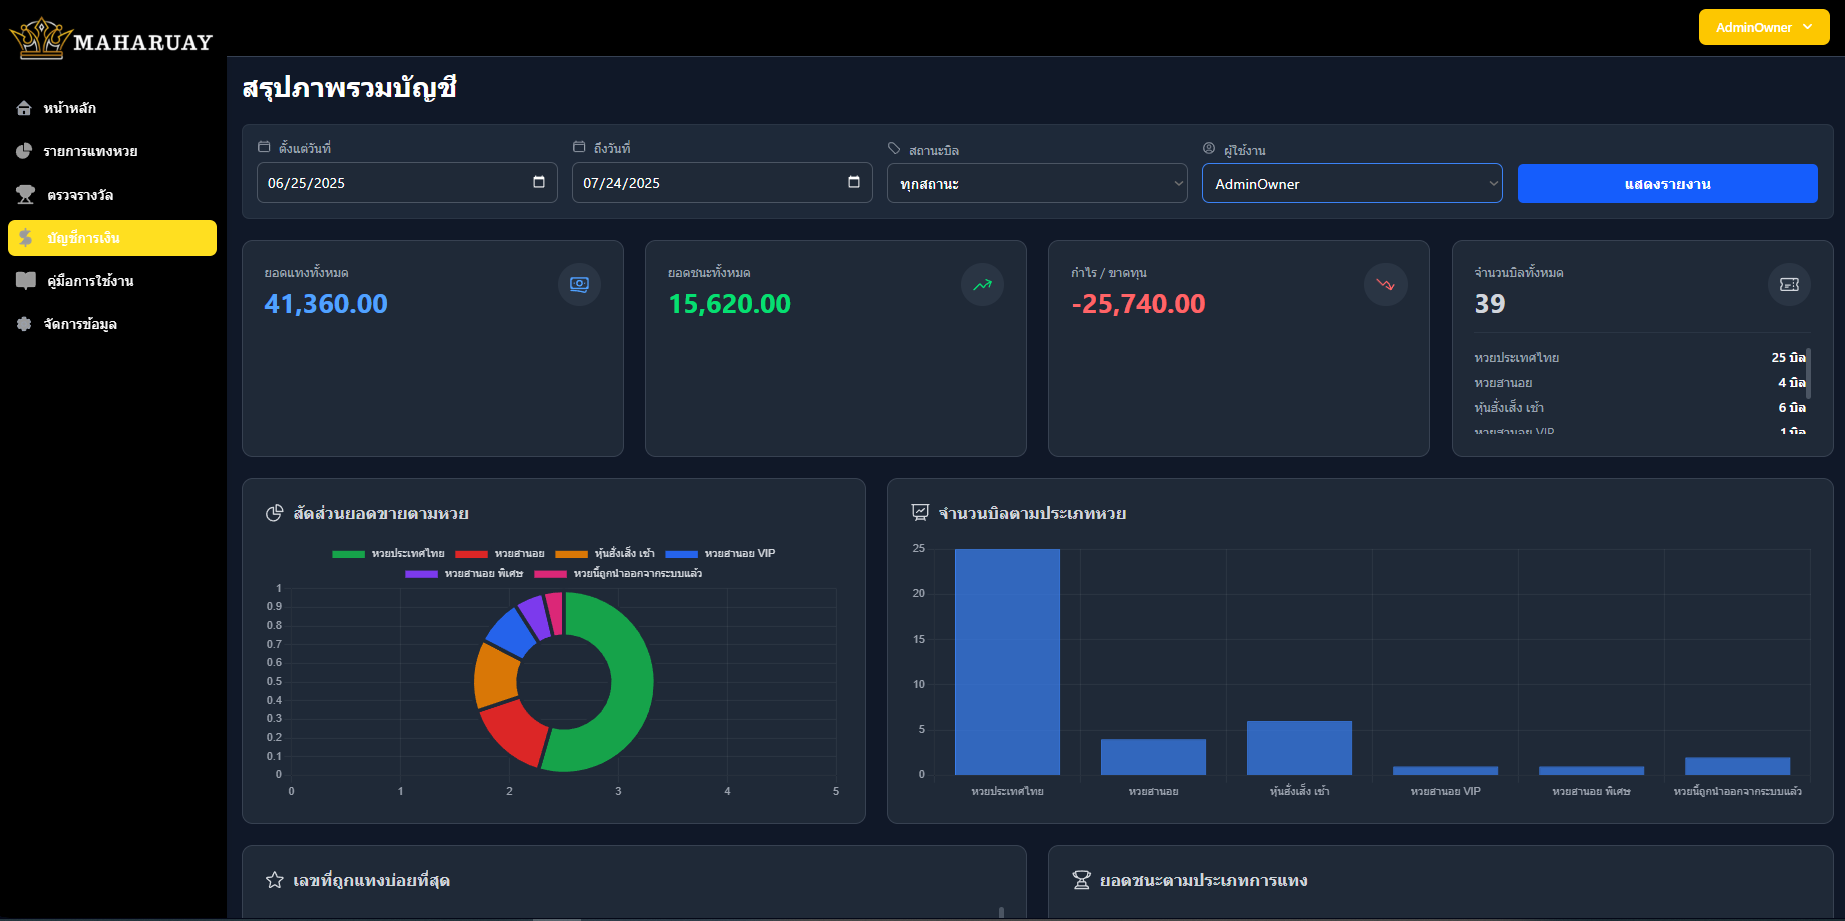 MAHARUAY
AdminOwner
หน้าหลัก
รายการแทงหวย
ตรวจรางวัล
บัญชีการเงิน
คู่มือการใช้งาน
จัดการข้อมูล
สรุปภาพรวมบัญชี
ตั้งแต่วันที่
ถึงวันที่
สถานะบิล
ผู้ใช้งาน
06/25/2025
07/24/2025
ทุกสถานะ
AdminOwner
แสดงรายงาน
ยอดแทงทั้งหมด
41,360.00
ยอดชนะทั้งหมด
15,620.00
กำไร / ขาดทุน
-25,740.00
จำนวนบิลทั้งหมด
39
หวยประเทศไทย 25 บิล
หวยฮานอย 4 บิล
หุ้นฮั่งเส็ง เช้า 6 บิล
หวยฮานอย VIP 1 บิล
สัดส่วนยอดขายตามหวย
หวยประเทศไทย หวยฮานอย หุ้นฮั่งเส็ง เช้า หวยฮานอย VIP
หวยฮานอย พิเศษ หวยนี้ถูกนำออกจากระบบแล้ว
1
0.9
0.8
0.7
0.6
0.5
0.4
0.3
0.2
0.1
0
0 1 2 3 4 5
จำนวนบิลตามประเภทหวย
25
20
15
10
5
0
หวยประเทศไทย หวยฮานอย หุ้นฮั่งเส็ง เช้า หวยฮานอย VIP หวยฮานอย พิเศษ หวยนี้ถูกนำออกจากระบบแล้ว
เลขที่ถูกแทงบ่อยที่สุด
ยอดชนะตามประเภทการแทง